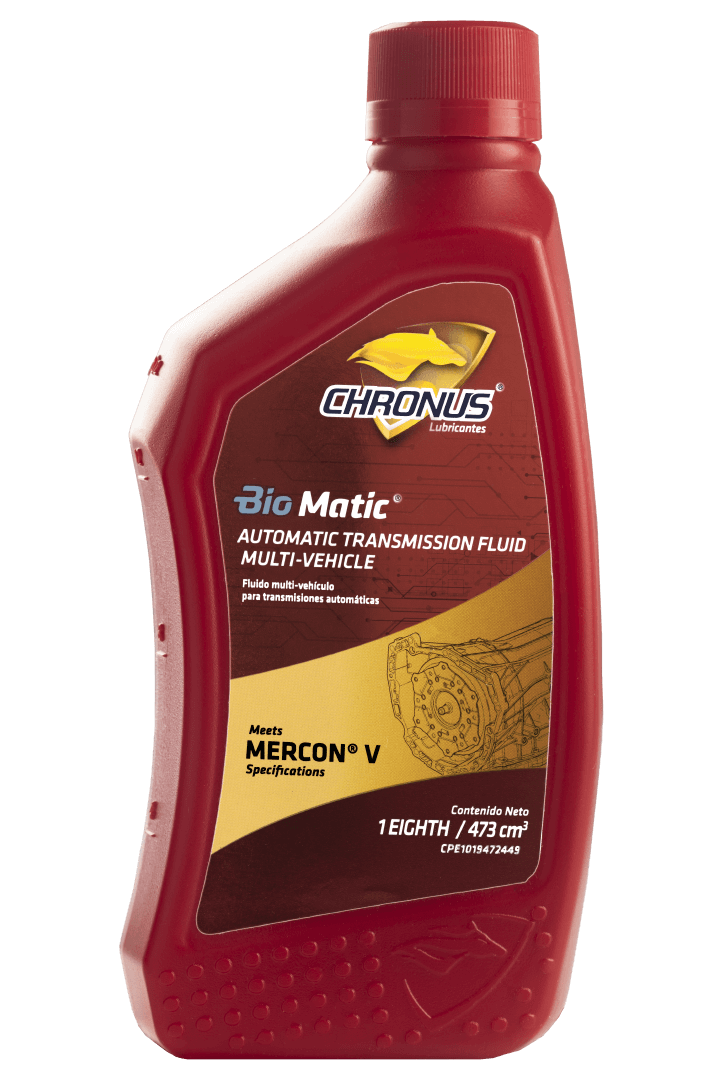 CHRONUS®
Lubricantes
Bio Matic®
AUTOMATIC TRANSMISSION FLUID
MULTI-VEHICLE
Fluido multi-vehículo
para transmisiones automáticas
Meets
MERCON® V
Specifications
Contenido Neto
1 EIGHTH / 473 cm³
CPE1019472449